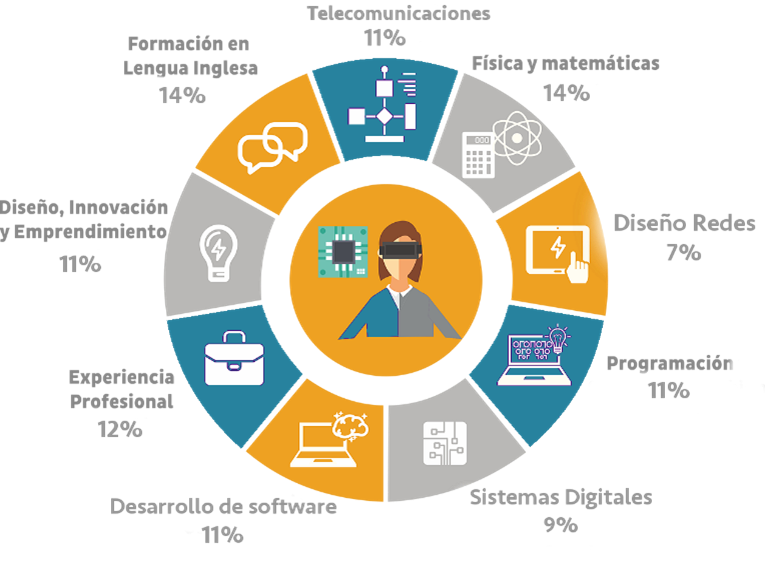 Telecomunicaciones
11%
Física y matemáticas
14%
Diseño Redes
7%
Programación
11%
Sistemas Digitales
9%
Desarrollo de software
11%
Experiencia
Profesional
12%
Diseño, Innovación
y Emprendimiento
11%
Formación en
Lengua Inglesa
14%